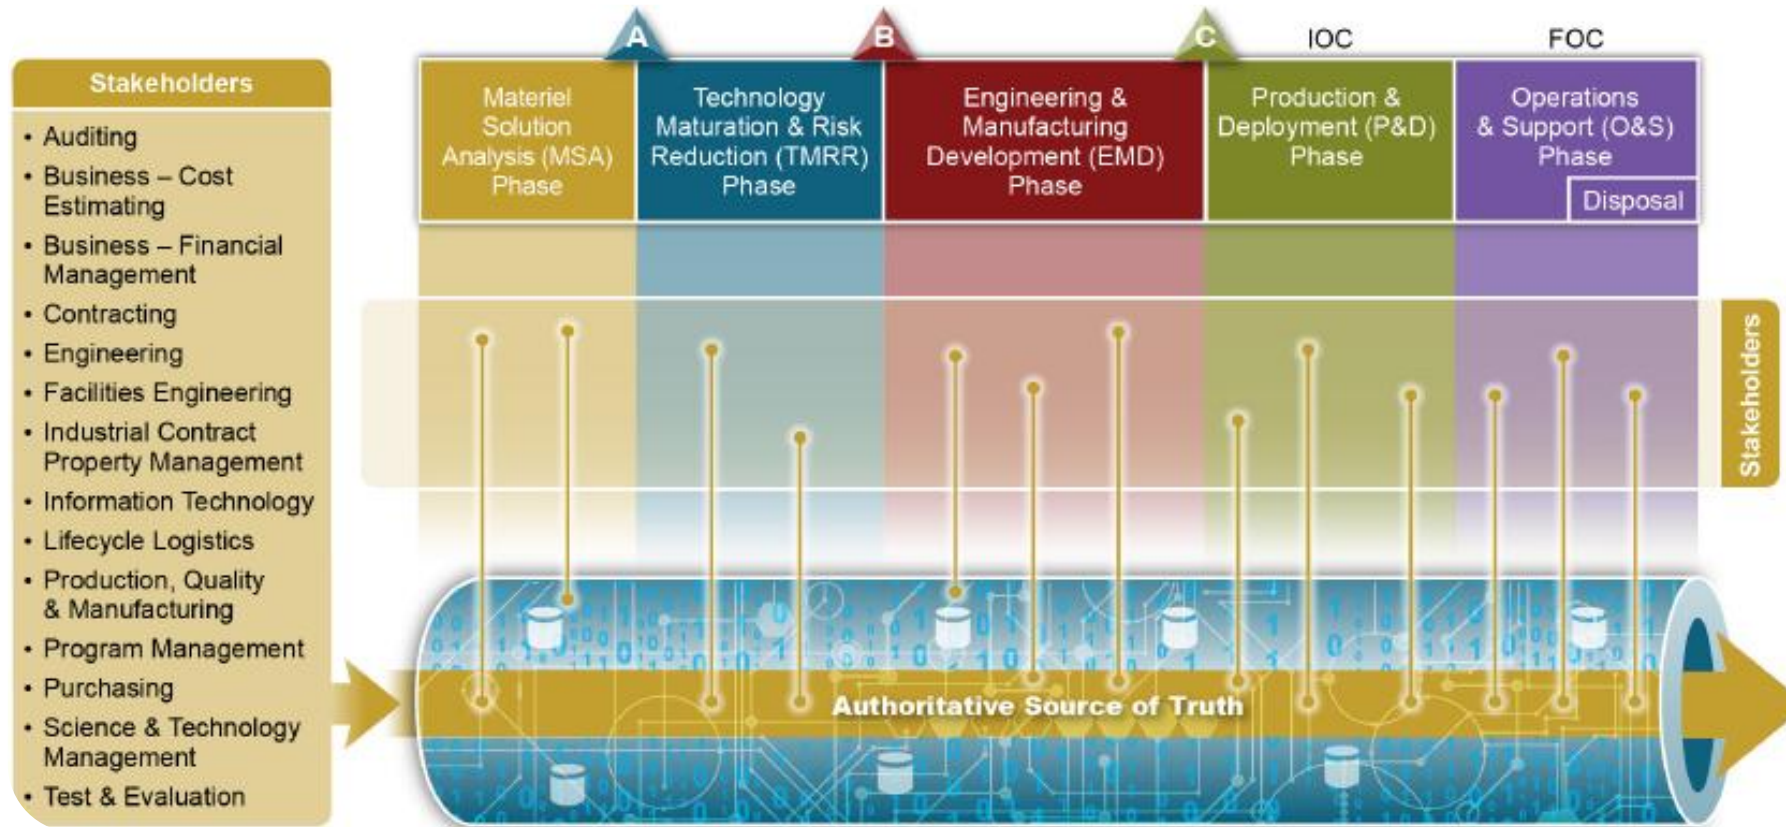 Stakeholders
• Auditing
• Business – Cost
Estimating
• Business – Financial
Management
• Contracting
• Engineering
• Facilities Engineering
• Industrial Contract
Property Management
• Information Technology
• Lifecycle Logistics
• Production, Quality
& Manufacturing
• Program Management
• Purchasing
• Science & Technology
Management
• Test & Evaluation
A
B
C
IOC
FOC
Materiel
Solution
Analysis (MSA)
Phase
Technology
Maturation & Risk
Reduction (TMRR)
Phase
Engineering &
Manufacturing
Development (EMD)
Phase
Production &
Deployment (P&D)
Phase
Operations
& Support (O&S)
Phase
Disposal
Stakeholders
Authoritative Source of Truth